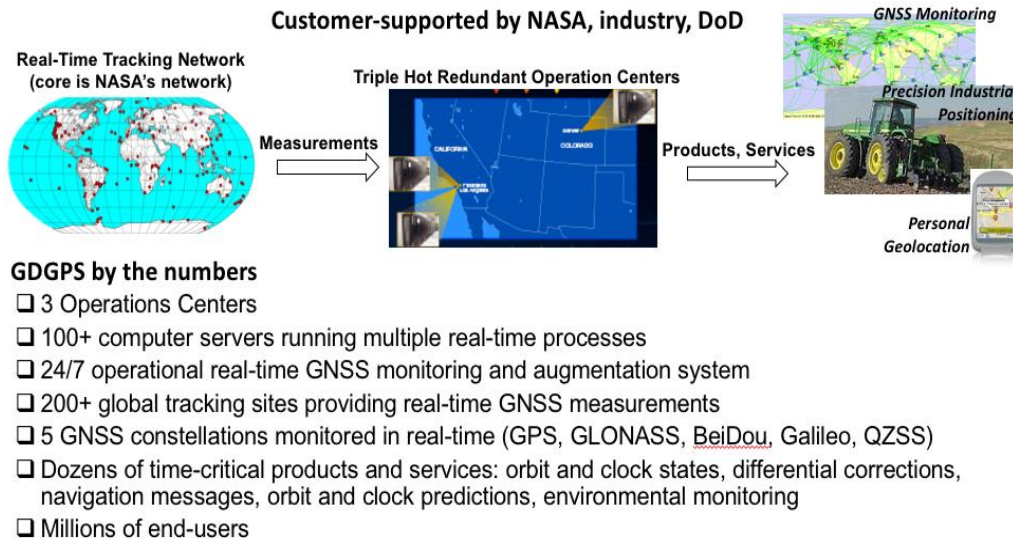 Customer-supported by NASA, industry, DoD
GNSS Monitoring
Real-Time Tracking Network
(core is NASA's network)
Triple Hot Redundant Operation Centers
Precision Industrial
Positioning
Measurements
CALIFORNIA
COLORADO
Products, Services
Personal
Geolocation
GDGPS by the numbers
❑ 3 Operations Centers
❑ 100+ computer servers running multiple real-time processes
❑ 24/7 operational real-time GNSS monitoring and augmentation system
❑ 200+ global tracking sites providing real-time GNSS measurements
❑ 5 GNSS constellations monitored in real-time (GPS, GLONASS, BeiDou, Galileo, QZSS)
❑ Dozens of time-critical products and services: orbit and clock states, differential corrections,
navigation messages, orbit and clock predictions, environmental monitoring
❑ Millions of end-users